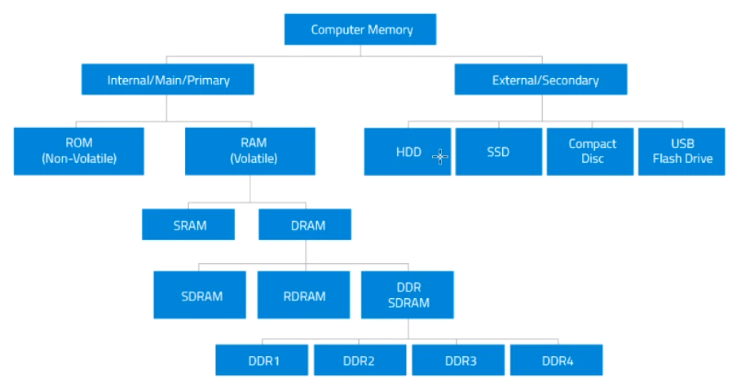 Computer Memory
Internal/Main/Primary
External/Secondary
ROM
(Non-Volatile)
RAM
(Volatile)
HDD
SSD
Compact
Disc
USB
Flash Drive
SRAM
DRAM
SDRAM
RDRAM
DDR
SDRAM
DDR1
DDR2
DDR3
DDR4